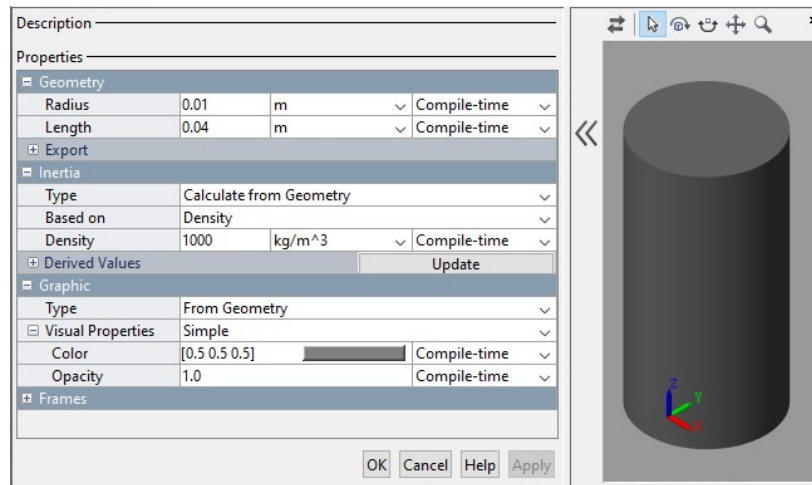 Description
Properties
Geometry
Radius 0.01 m Compile-time
Length 0.04 m Compile-time
Export
Inertia
Type Calculate from Geometry
Based on Density
Density 1000 kg/m^3 Compile-time
Derived Values Update
Graphic
Type From Geometry
Visual Properties Simple
Color [0.5 0.5 0.5] Compile-time
Opacity 1.0 Compile-time
Frames
OK Cancel Help Apply
Z
Y
X